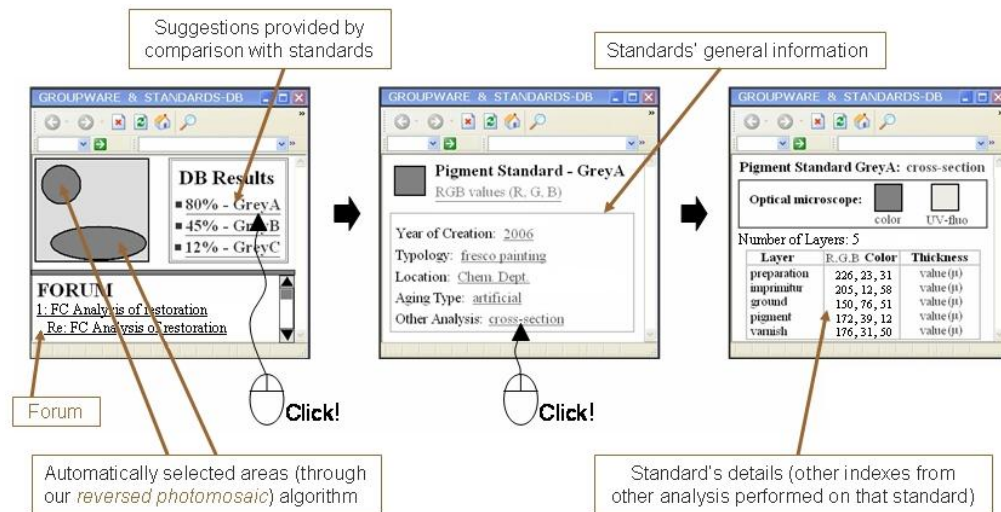 Suggestions provided by
comparison with standards
Standards' general information
GROUPWARE & STANDARDS-DB
DB Results
80% - GreyA
45% - GreyB
12% - GreyC
FORUM
1: FC Analysis of restoration
Re: FC Analysis of restoration
Click!
Forum
Automatically selected areas (through
our reversed photomosaic) algorithm
GROUPWARE & STANDARDS-DB
Pigment Standard - GreyA
RGB values (R, G, B)
Year of Creation: 2006
Typology: fresco painting
Location: Chem. Dept.
Aging Type: artificial
Other Analysis: cross-section
Click!
GROUPWARE & STANDARDS-DB
Pigment Standard GreyA: cross-section
Optical microscope:
color UV-fluo
Number of Layers: 5
Layer R.G.B Color Thickness
preparation 226, 23, 31 value (µ)
imprimitur 205, 12, 58 value (µ)
ground 150, 76, 51 value (µ)
pigment 172, 39, 12 value (µ)
varnish 176, 31, 50 value (µ)
Standard's details (other indexes from
other analysis performed on that standard)